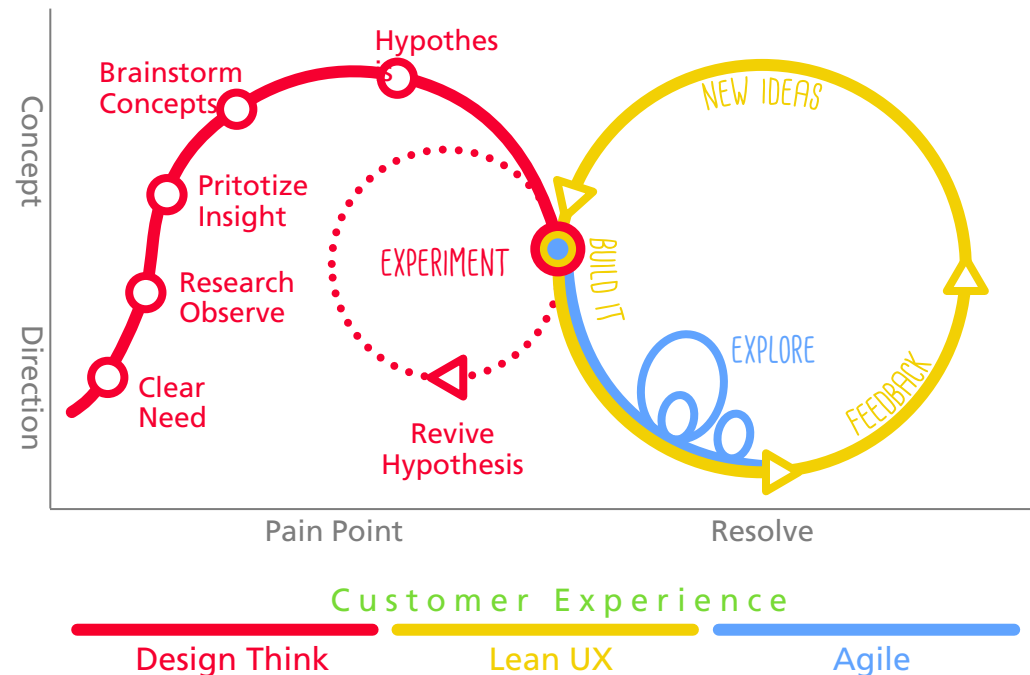 Hypothes
is
Brainstorm
Concepts
Pritotize
Insight
Research
Observe
Clear
Need
EXPERIMENT
Revive
Hypothesis
NEW IDEAS
BUILD IT
EXPLORE
FEEDBACK
Concept
Direction
Pain Point
Resolve
Customer Experience
Design Think
Lean UX
Agile